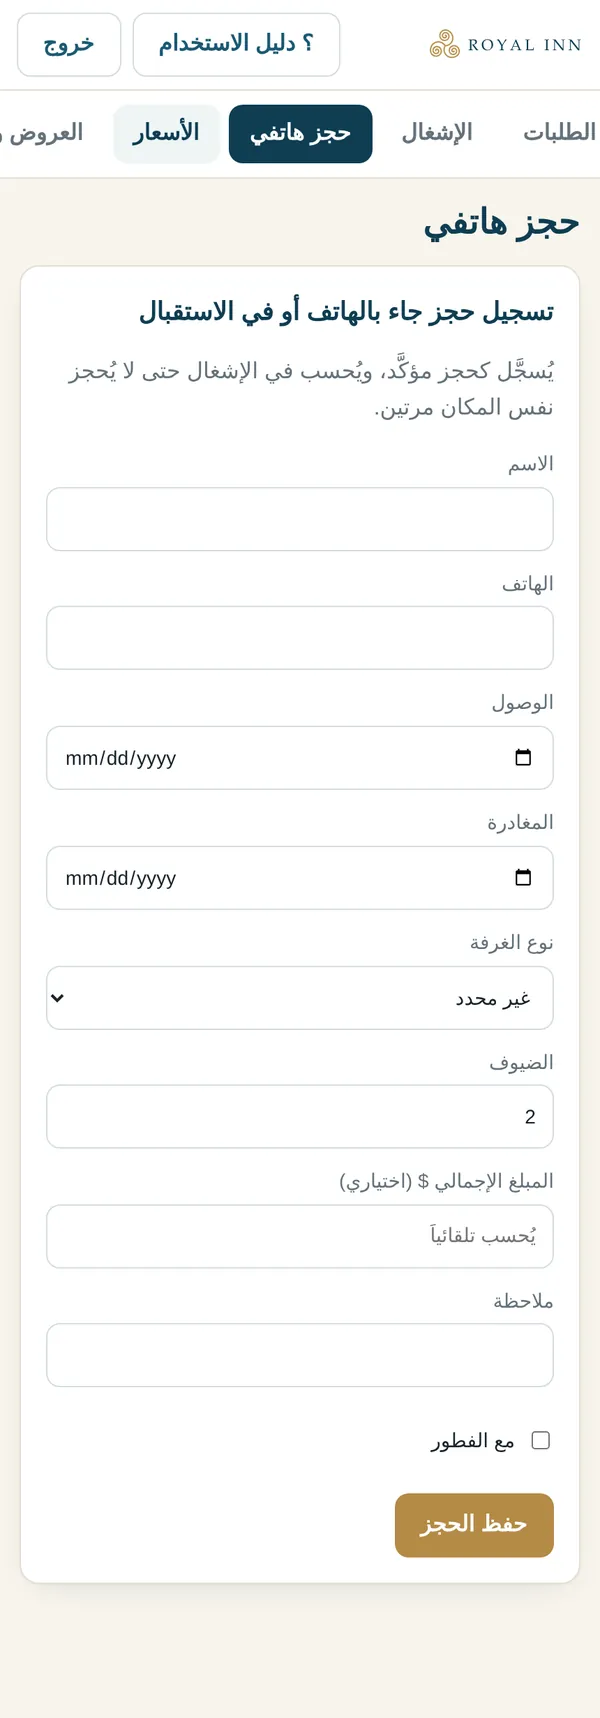 ROYAL INN
؟ دليل الاستخدام
خروج
الطلبات
الإشغال
حجز هاتفي
الأسعار
العروض
حجز هاتفي
تسجيل حجز جاء بالهاتف أو في الاستقبال
يُسجَّل كحجز مؤكَّد، ويُحسب في الإشغال حتى لا يُحجز
نفس المكان مرتين.
الاسم
الهاتف
الوصول
mm/dd/yyyy
المغادرة
mm/dd/yyyy
نوع الغرفة
غير محدد
الضيوف
2
المبلغ الإجمالي $ (اختياري)
يُحسب تلقائياً
ملاحظة
مع الفطور
حفظ الحجز